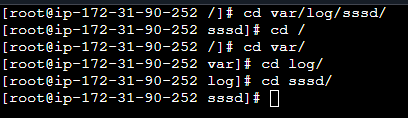 [root@ip-172-31-90-252 /]# cd var/log/sssd/
[root@ip-172-31-90-252 sssd]# cd /
[root@ip-172-31-90-252 /]# cd var/
[root@ip-172-31-90-252 var]# cd log/
[root@ip-172-31-90-252 log]# cd sssd/
[root@ip-172-31-90-252 sssd]#